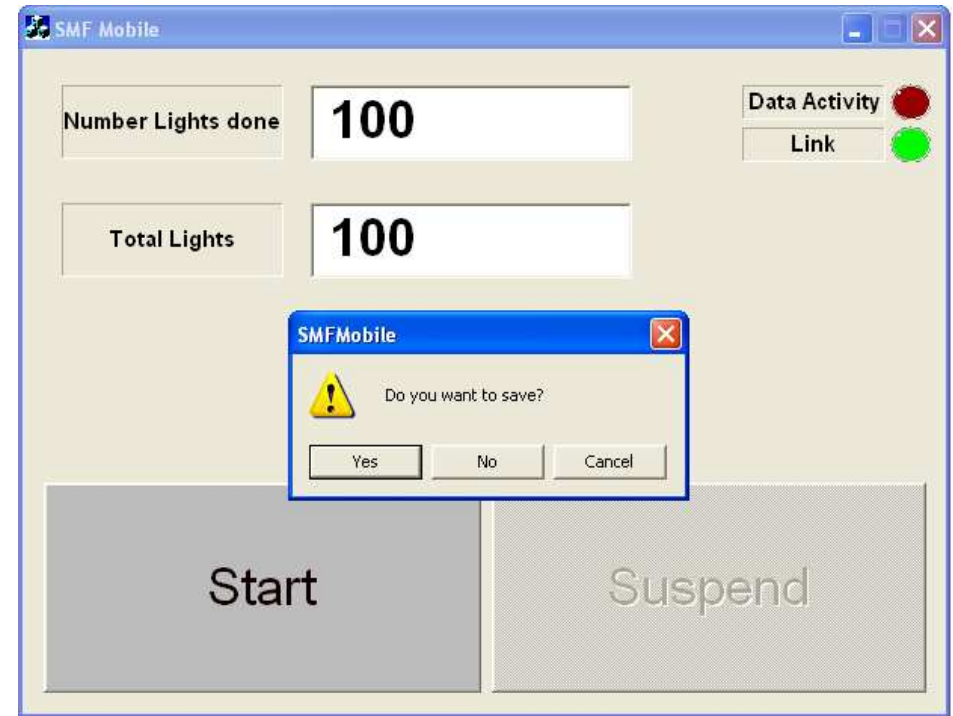 SMF Mobile
Number Lights done
100
Data Activity
Link
Total Lights
100
SMFMobile
Do you want to save?
Yes
No
Cancel
Start
Suspend